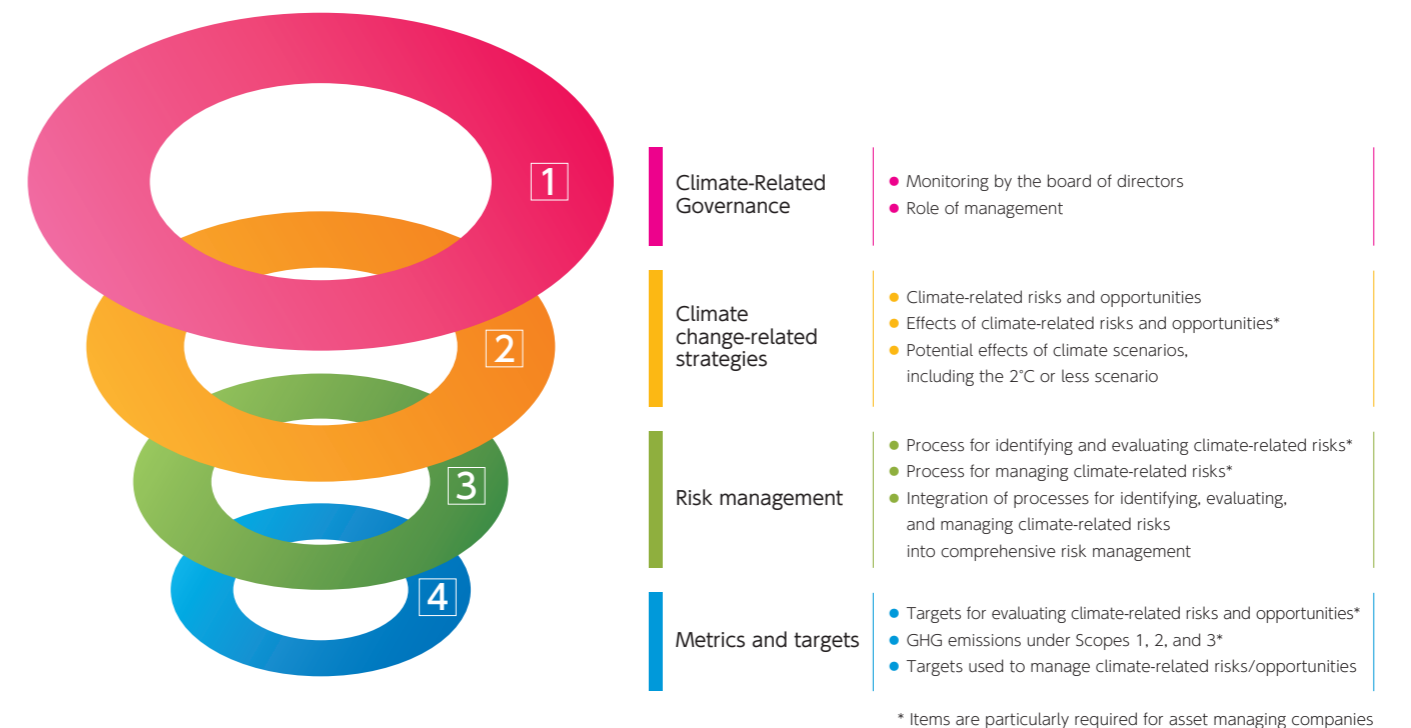 1
Climate-Related
Governance
● Monitoring by the board of directors
● Role of management
2
Climate
change-related
strategies
● Climate-related risks and opportunities
● Effects of climate-related risks and opportunities*
● Potential effects of climate scenarios,
including the 2°C or less scenario
3
Risk management
● Process for identifying and evaluating climate-related risks*
● Process for managing climate-related risks*
● Integration of processes for identifying, evaluating,
and managing climate-related risks
into comprehensive risk management
4
Metrics and targets
● Targets for evaluating climate-related risks and opportunities*
● GHG emissions under Scopes 1, 2, and 3*
● Targets used to manage climate-related risks/opportunities
* Items are particularly required for asset managing companies